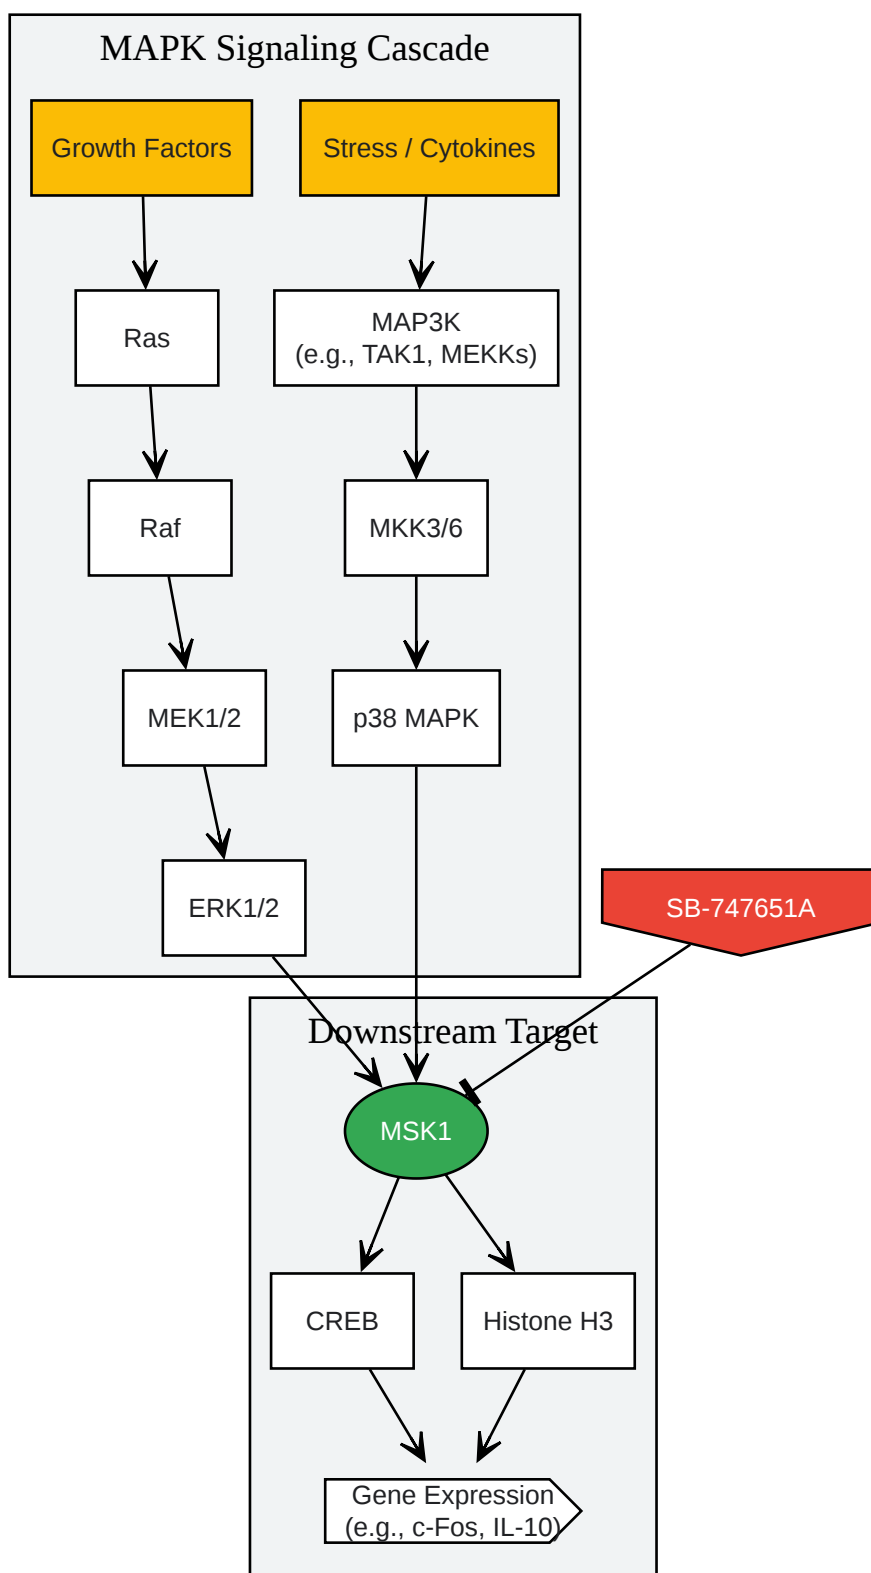 MAPK Signaling Cascade
Growth Factors
Stress / Cytokines
Ras
MAP3K
(e.g., TAK1, MEKKs)
Raf
MKK3/6
MEK1/2
p38 MAPK
ERK1/2
SB-747651A
Downstream Target
MSK1
CREB
Histone H3
Gene Expression
(e.g., c-Fos, IL-10)